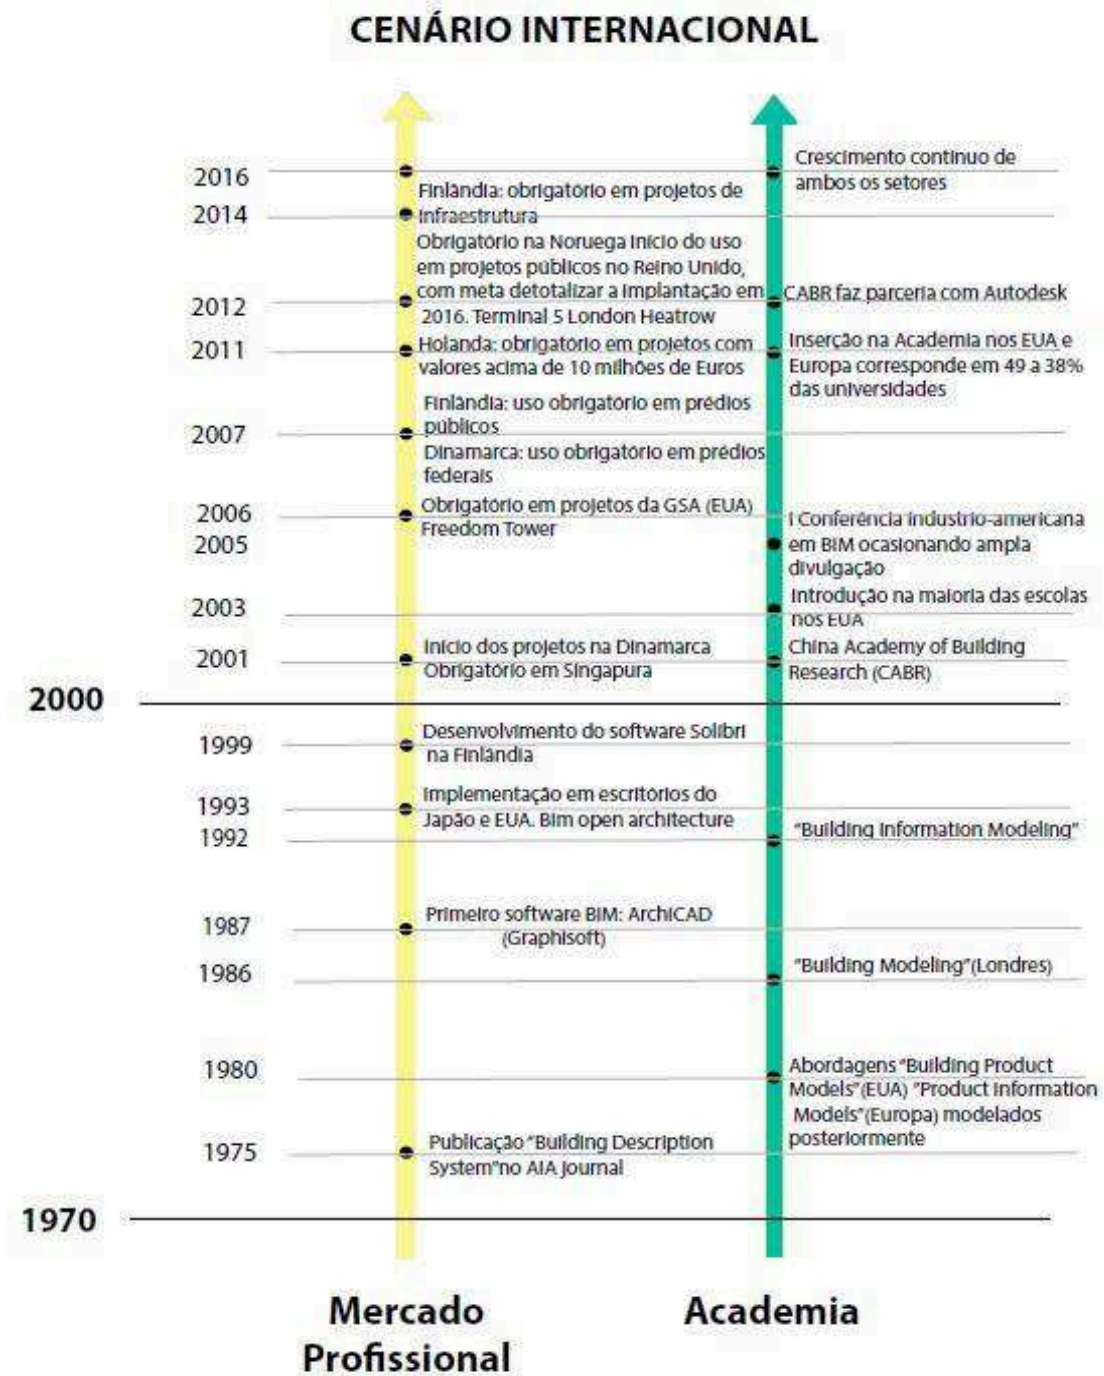 CENÁRIO INTERNACIONAL
2016
Crescimento contínuo de
ambos os setores
2014
Finlândia: obrigatório em projetos de
infraestrutura
2012
Obrigatório na Noruega Início do uso
em projetos públicos no Reino Unido,
com meta detotalizar a implantação em
2016. Terminal 5 London Heatrow
CABR faz parceria com Autodesk
2011
Holanda: obrigatório em projetos com
valores acima de 10 milhões de Euros
Inserção na Academia nos EUA e
Europa corresponde em 49 a 38%
das universidades
2007
Finlândia: uso obrigatório em prédios
públicos
Dinamarca: uso obrigatório em prédios
federais
2006
Obrigatório em projetos da GSA (EUA)
Freedom Tower
2005
I Conferência industrio-americana
em BIM ocasionando ampla
divulgação
2003
Introdução na maioria das escolas
nos EUA
2001
Início dos projetos na Dinamarca
Obrigatório em Singapura
China Academy of Building
Research (CABR)
2000
1999
Desenvolvimento do software Solibri
na Finlândia
1993
Implementação em escritórios do
Japão e EUA. Bim open architecture
1992
"Building Information Modeling"
1987
Primeiro software BIM: ArchiCAD
(Graphisoft)
1986
"Building Modeling"(Londres)
1980
Abordagens "Building Product
Models"(EUA) "Product Information
Models"(Europa) modelados
posteriormente
1975
Publicação "Building Description
System"no AIA Journal
1970
Mercado
Profissional
Academia